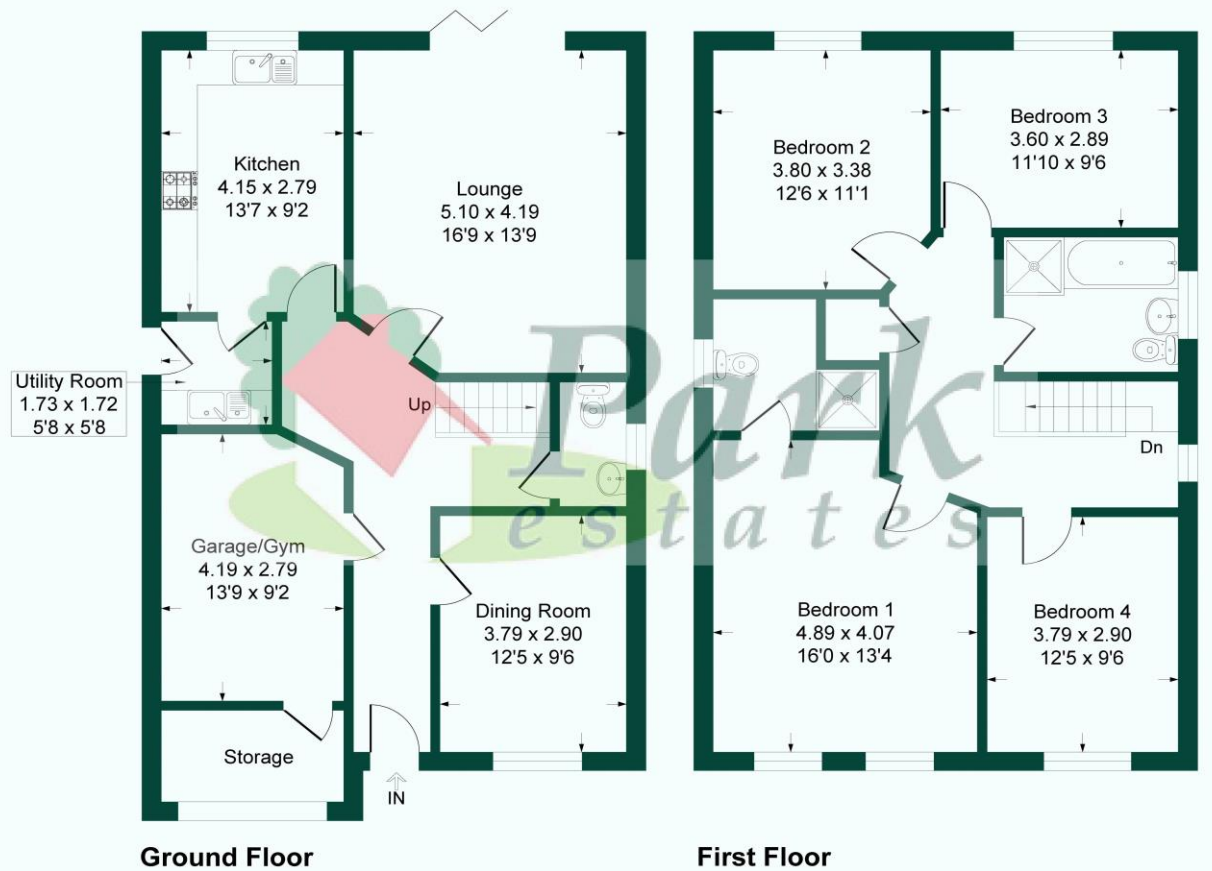 Kitchen
4.15 x 2.79
13'7 x 9'2
Lounge
5.10 x 4.19
16'9 x 13'9
Utility Room
1.73 x 1.72
5'8 x 5'8
Up
Garage/Gym
4.19 x 2.79
13'9 x 9'2
Dining Room
3.79 x 2.90
12'5 x 9'6
Storage
IN
Ground Floor
Bedroom 2
3.80 x 3.38
12'6 x 11'1
Bedroom 3
3.60 x 2.89
11'10 x 9'6
Dn
Bedroom 1
4.89 x 4.07
16'0 x 13'4
Bedroom 4
3.79 x 2.90
12'5 x 9'6
First Floor
Park
estates